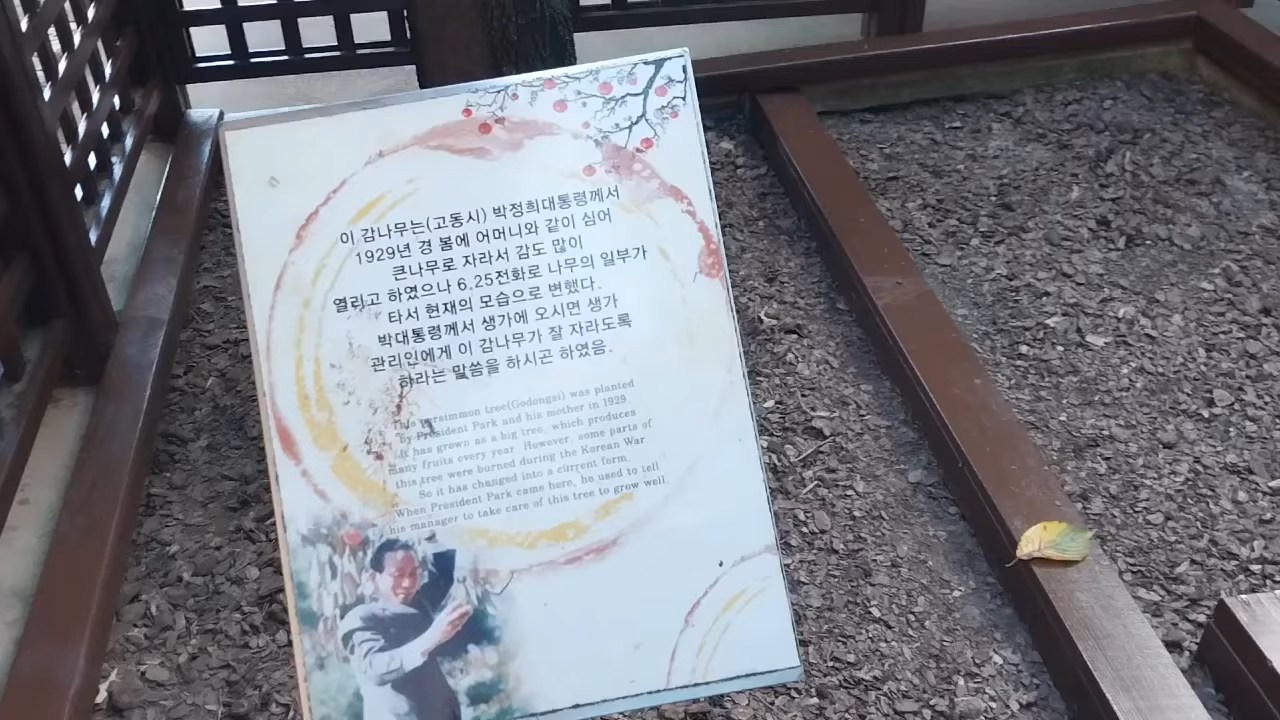 이 감나무는(고동시) 박정희대통령께서
1929년 경 봄에 어머니와 같이 심어
큰나무로 자라서 감도 많이
열리고 하였으나 6.25전화로 나무의 일부가
타서 현재의 모습으로 변했다.
박대통령께서 생가에 오시면 생가
관리인에게 이 감나무가 잘 자라도록
하라는 말씀을 하시곤 하였음.
This persimmon tree(Godongsi) was planted
By President Park and his mother in 1929.
It has grown as a big tree, which produces
many fruits every year. However, some parts of
this tree were burned during the Korean War.
So it has changed into a current form.
When President Park came here, he used to tell
his manager to take care of this tree to grow well.